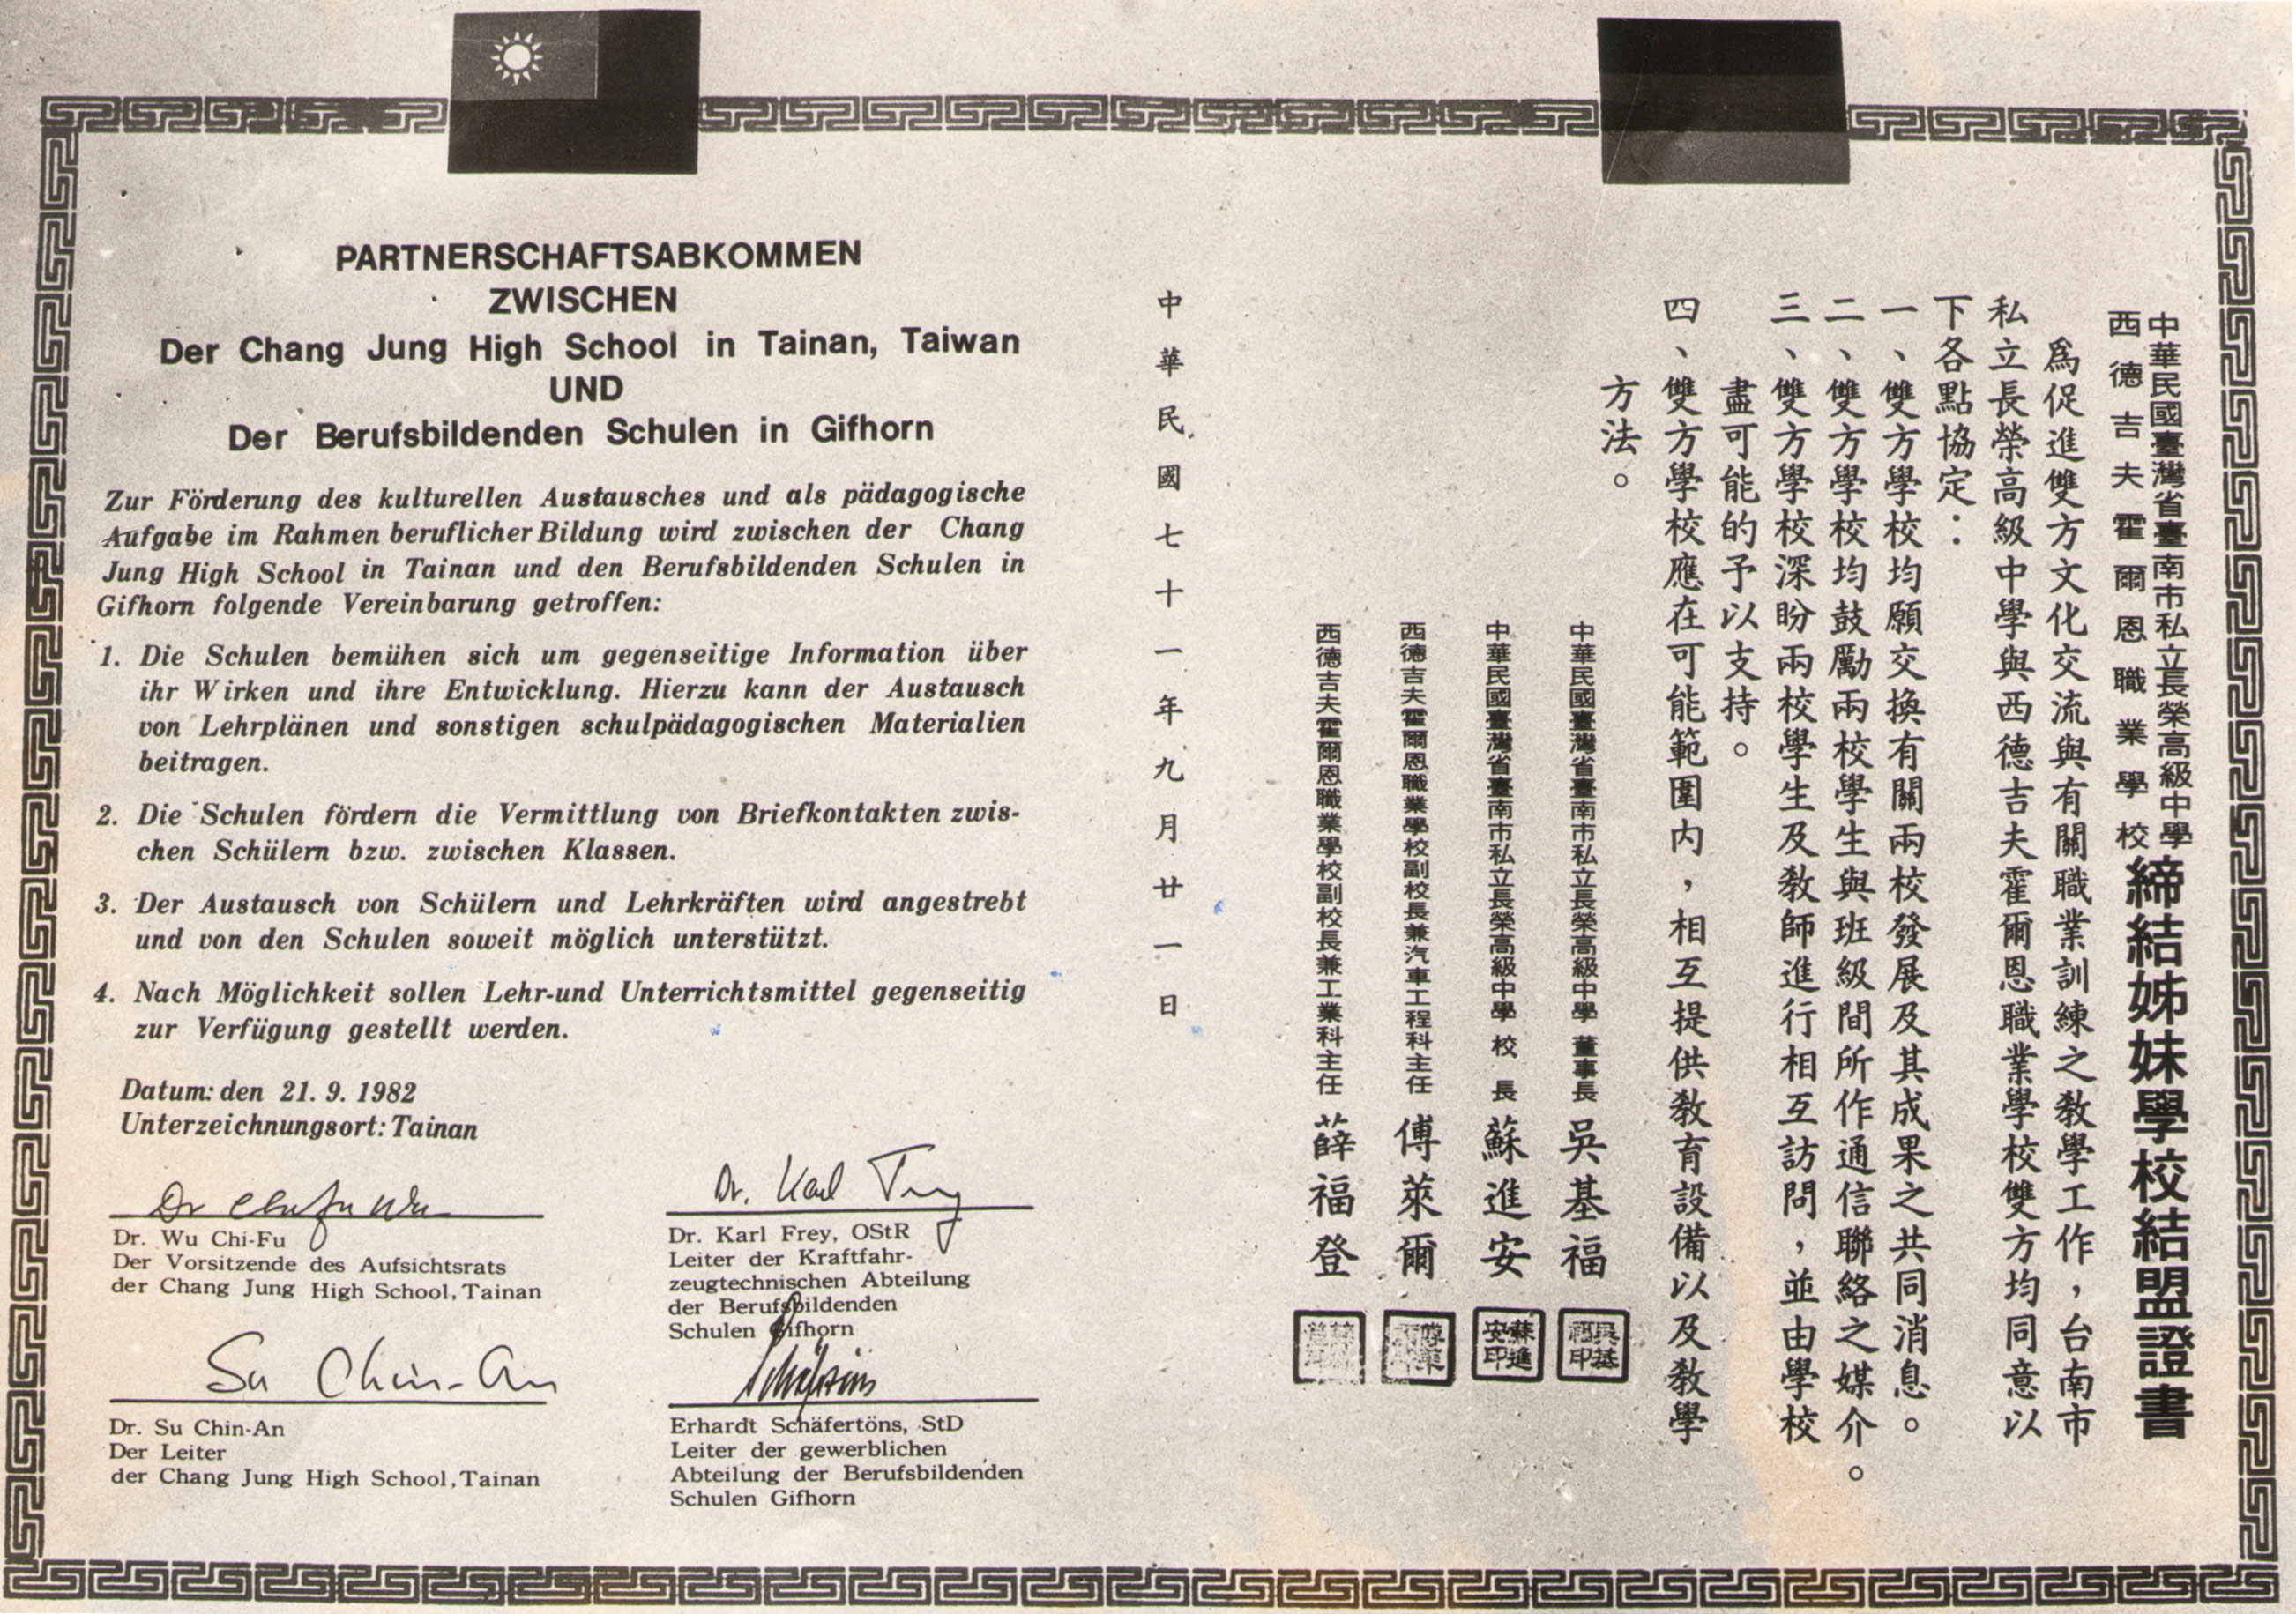 PARTNERSCHAFTSABKOMMEN
ZWISCHEN
Der Chang Jung High School in Tainan, Taiwan
UND
Der Berufsbildenden Schulen in Gifhorn
Zur Förderung des kulturellen Austausches und als pädagogische
Aufgabe im Rahmen beruflicher Bildung wird zwischen der Chang
Jung High School in Tainan und den Berufsbildenden Schulen in
Gifhorn folgende Vereinbarung getroffen:
1. Die Schulen bemühen sich um gegenseitige Information über
ihr Wirken und ihre Entwicklung. Hierzu kann der Austausch
von Lehrplänen und sonstigen schulpädagogischen Materialien
beitragen.
2. Die Schulen fördern die Vermittlung von Briefkontakten zwis-
chen Schülern bzw. zwischen Klassen.
3. Der Austausch von Schülern und Lehrkräften wird angestrebt
und von den Schulen soweit möglich unterstützt.
4. Nach Möglichkeit sollen Lehr-und Unterrichtsmittel gegenseitig
zur Verfügung gestellt werden.
Datum: den 21. 9. 1982
Unterzeichnungsort: Tainan
Dr Chi-fu Wu
Dr. Wu Chi-Fu
Der Vorsitzende des Aufsichtsrats
der Chang Jung High School, Tainan
Dr. Karl Frey
Dr. Karl Frey, OStR
Leiter der Kraftfahr-
zeugtechnischen Abteilung
der Berufsbildenden
Schulen Gifhorn
Su Chin-An
Dr. Su Chin-An
Der Leiter
der Chang Jung High School, Tainan
Schäfertöns
Erhardt Schäfertöns, StD
Leiter der gewerblichen
Abteilung der Berufsbildenden
Schulen Gifhorn
中華民國臺灣省臺南市私立長榮高級中學
西德吉夫霍爾恩職業學校
締結姊妹學校結盟證書
爲促進雙方文化交流與有關職業訓練之教學工作，台南市
私立長榮高級中學與西德吉夫霍爾恩職業學校雙方均同意以
下各點協定：
一、雙方學校均願交換有關兩校發展及其成果之共同消息。
二、雙方學校均鼓勵兩校學生與班級間所作通信聯絡之媒介。
三、雙方學校深盼兩校學生及教師進行相互訪問，並由學校
盡可能的予以支持。
四、雙方學校應在可能範圍內，相互提供教育設備以及教學
方法。
中華民國臺灣省臺南市私立長榮高級中學 董事長 吳基福
吳基福印
中華民國臺灣省臺南市私立長榮高級中學 校長 蘇進安
蘇進安印
西德吉夫霍爾恩職業學校副校長兼汽車工程科主任 傅萊爾
西德吉夫霍爾恩職業學校副校長兼工業科主任 薛福登
中華民國七十一年九月廿一日